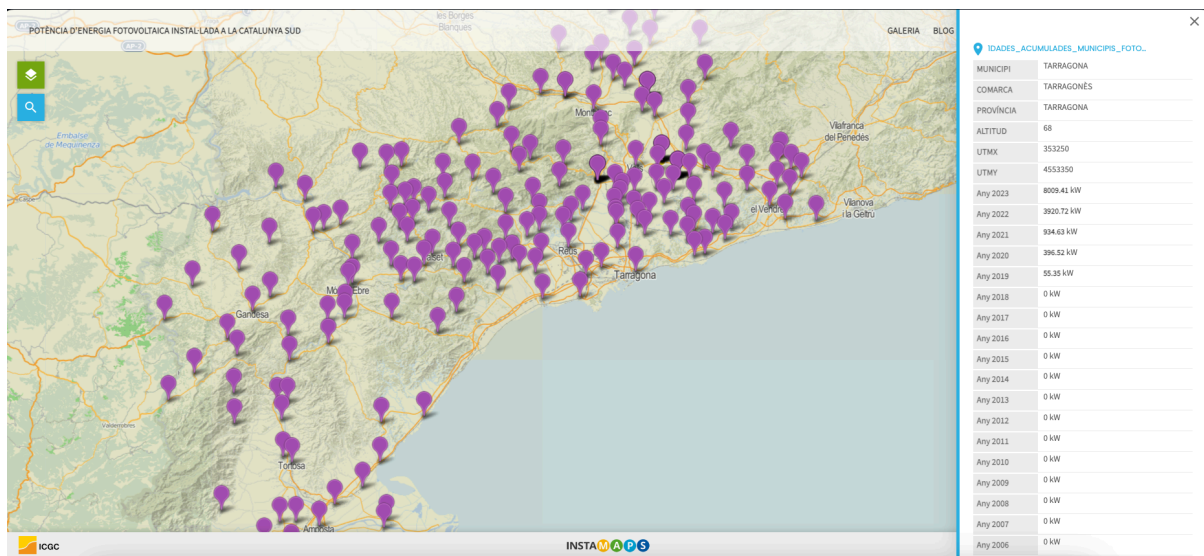 les Borges
Blanques
POTÈNCIA D'ENERGIA FOTOVOLTAICA INSTAL·LADA A LA CATALUNYA SUD
GALERIA BLOG
AP-2
Embalse
de Mequinenza
Vilafranca
del Penedès
el Vendrell
Vilanova
i la Geltrú
Reus
Tarragona
Gandesa
Valderrobles
Tortosa
Amposta
ICGC
INSTAMAPS
×
1DADES_ACUMULADES_MUNICIPIS_FOTO...
MUNICIPI TARRAGONA
COMARCA TARRAGONÈS
PROVÍNCIA TARRAGONA
ALTITUD 68
UTMX 353250
UTMY 4553350
Any 2023 8009.41 kW
Any 2022 3920.72 kW
Any 2021 934.63 kW
Any 2020 396.52 kW
Any 2019 55.35 kW
Any 2018 0 kW
Any 2017 0 kW
Any 2016 0 kW
Any 2015 0 kW
Any 2014 0 kW
Any 2013 0 kW
Any 2012 0 kW
Any 2011 0 kW
Any 2010 0 kW
Any 2009 0 kW
Any 2008 0 kW
Any 2007 0 kW
Any 2006 0 kW